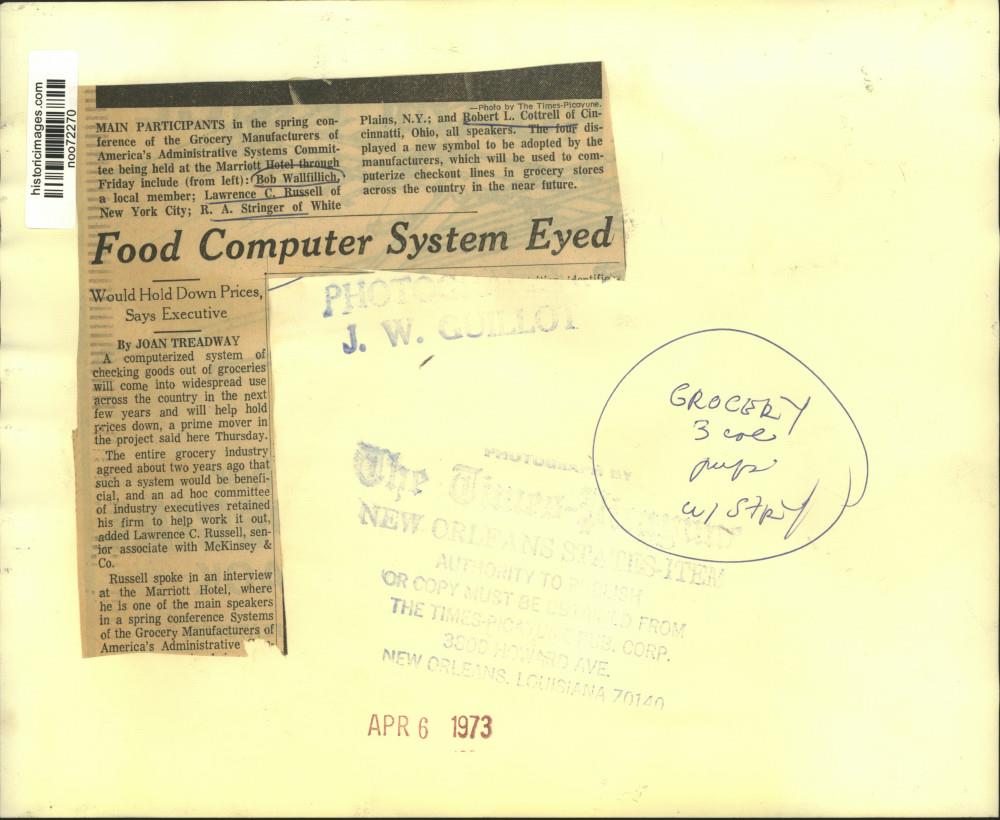 historicimages.com
noo72270
—Photo by The Times-Picayune.
MAIN PARTICIPANTS in the spring con-
ference of the Grocery Manufacturers of
America's Administrative Systems Commit-
tee being held at the Marriott Hotel through
Friday include (from left): Bob Wallfillich,
a local member; Lawrence C. Russell of
New York City; R. A. Stringer of White
Plains, N.Y.; and Robert L. Cottrell of Cin-
cinnatti, Ohio, all speakers. The four dis-
played a new symbol to be adopted by the
manufacturers, which will be used to com-
puterize checkout lines in grocery stores
across the country in the near future.
Food Computer System Eyed
Would Hold Down Prices,
Says Executive
By JOAN TREADWAY
A computerized system of
checking goods out of groceries
will come into widespread use
across the country in the next
few years and will help hold
prices down, a prime mover in
the project said here Thursday.
The entire grocery industry
agreed about two years ago that
such a system would be benefi-
cial, and an ad hoc committee
of industry executives retained
his firm to help work it out,
added Lawrence C. Russell, sen-
ior associate with McKinsey &
Co.
Russell spoke in an interview
at the Marriott Hotel, where
he is one of the main speakers
in a spring conference Systems
of the Grocery Manufacturers of
America's Administrative
J. W. GUILLOT
GROCERY
3 col
w/ STRY
PHOTOGRAPH BY
The Times-Picayune
NEW ORLEANS STATES-ITEM
AUTHORITY TO PUBLISH
OR COPY MUST BE OBTAINED FROM
THE TIMES-PICAYUNE PUB. CORP.
3800 HOWARD AVE.
NEW ORLEANS, LOUISIANA 70140
APR 6 1973